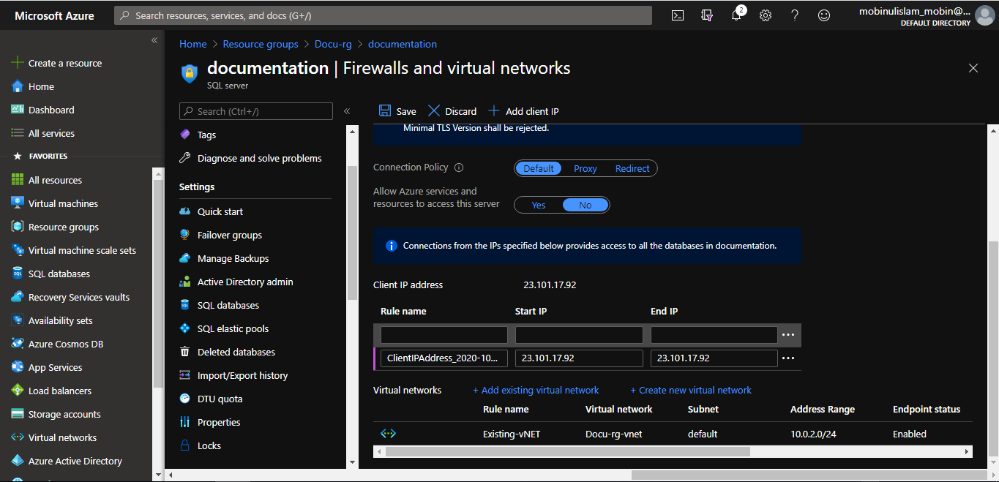 Microsoft Azure
Search resources, services, and docs (G+/)
2
mobinulislam_mobin@...
DEFAULT DIRECTORY
«
Create a resource
Home
Dashboard
All services
FAVORITES
All resources
Virtual machines
Resource groups
Virtual machine scale sets
SQL databases
Recovery Services vaults
Availability sets
Azure Cosmos DB
App Services
Load balancers
Storage accounts
Virtual networks
Azure Active Directory
Home > Resource groups > Docu-rg > documentation
documentation | Firewalls and virtual networks
SQL server
Search (Ctrl+/)
«
Tags
Diagnose and solve problems
Settings
Quick start
Failover groups
Manage Backups
Active Directory admin
SQL databases
SQL elastic pools
Deleted databases
Import/Export history
DTU quota
Properties
Locks
Save Discard Add client IP
Minimal TLS Version shall be rejected.
Connection Policy Default Proxy Redirect
Allow Azure services and
resources to access this server Yes No
Connections from the IPs specified below provides access to all the databases in documentation.
Client IP address 23.101.17.92
Rule name Start IP End IP
...
ClientIPAddress_2020-10... 23.101.17.92 23.101.17.92 ...
Virtual networks + Add existing virtual network + Create new virtual network
Rule name Virtual network Subnet Address Range Endpoint status
Existing-vNET Docu-rg-vnet default 10.0.2.0/24 Enabled